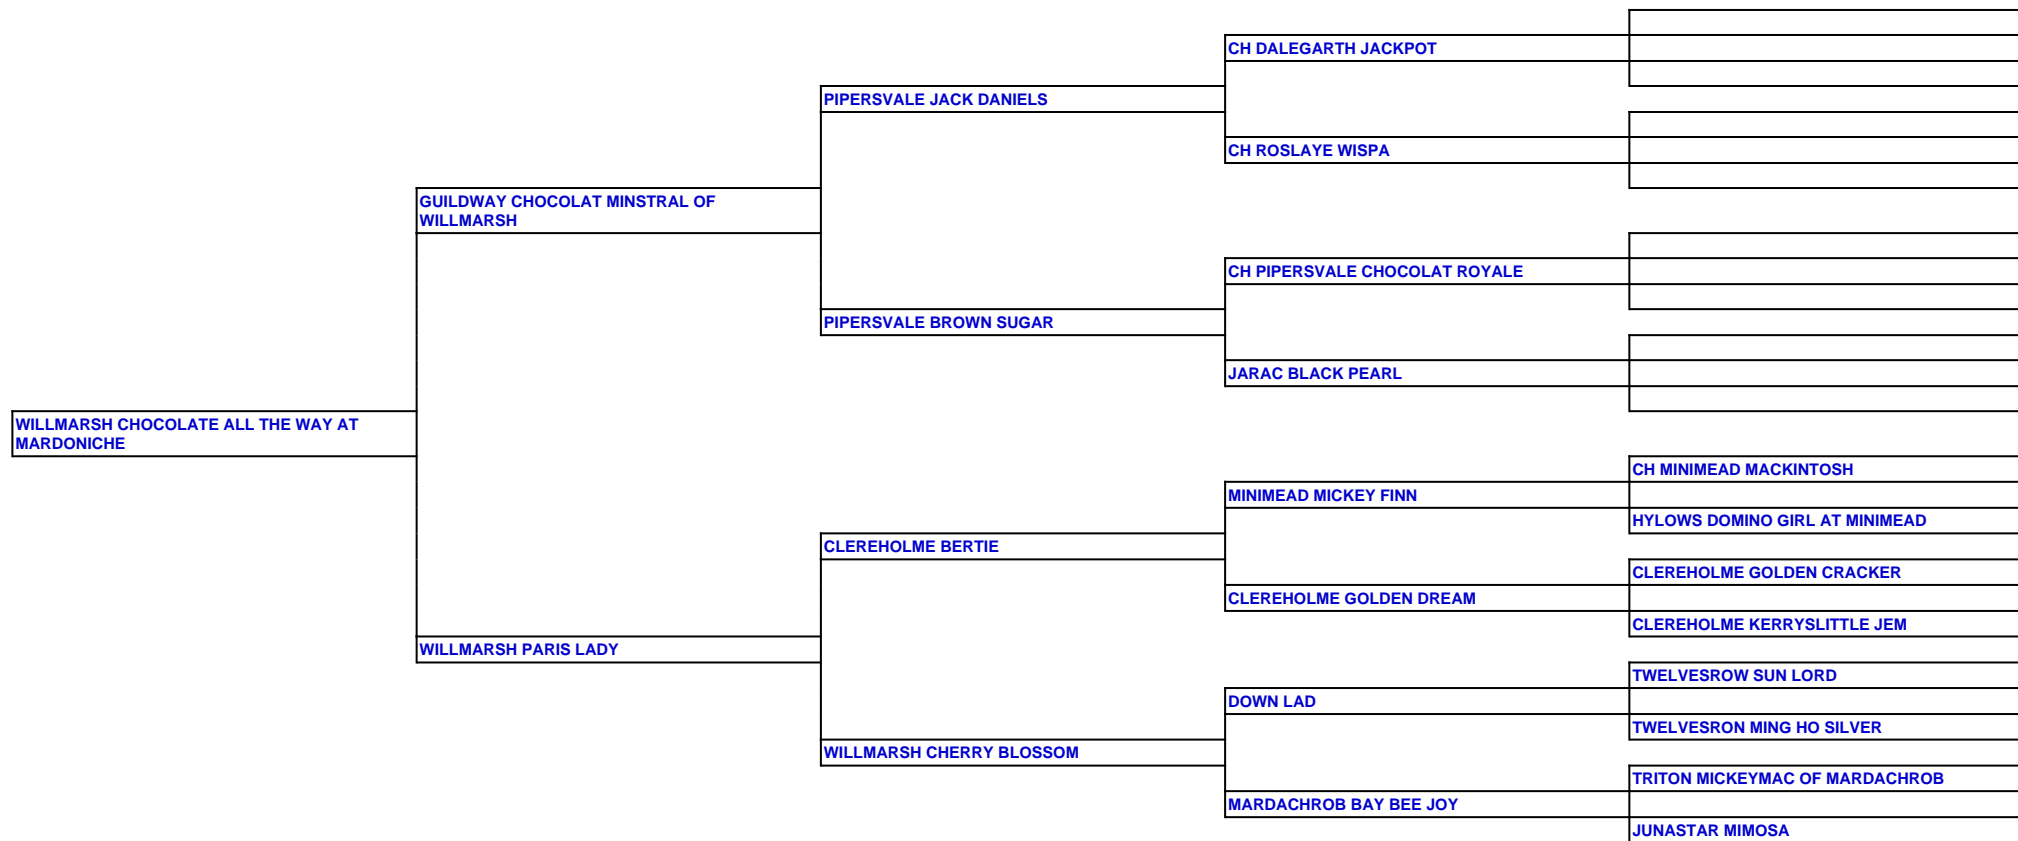 CH DALEGARTH JACKPOT
PIPERSVALE JACK DANIELS
CH ROSLAYE WISPA
GUILDWAY CHOCOLAT MINSTRAL OF
WILLMARSH
CH PIPERSVALE CHOCOLAT ROYALE
PIPERSVALE BROWN SUGAR
JARAC BLACK PEARL
WILLMARSH CHOCOLATE ALL THE WAY AT
MARDONICHE
CH MINIMEAD MACKINTOSH
MINIMEAD MICKEY FINN
HYLOWS DOMINO GIRL AT MINIMEAD
CLEREHOLME BERTIE
CLEREHOLME GOLDEN CRACKER
CLEREHOLME GOLDEN DREAM
CLEREHOLME KERRYSLITTLE JEM
WILLMARSH PARIS LADY
TWELVESROW SUN LORD
DOWN LAD
TWELVESRON MING HO SILVER
WILLMARSH CHERRY BLOSSOM
TRITON MICKEYMAC OF MARDACHROB
MARDACHROB BAY BEE JOY
JUNASTAR MIMOSA